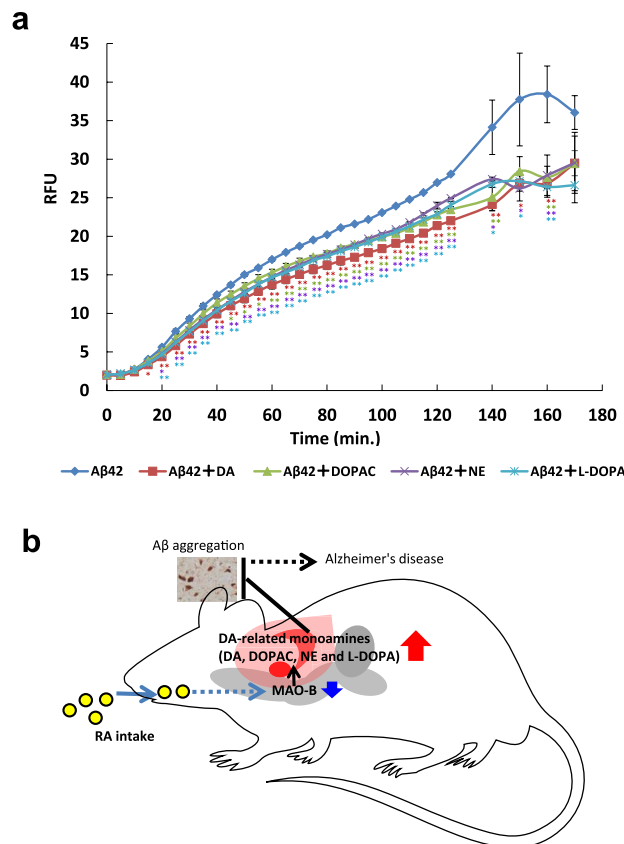 a
45
40
35
30
25
20
15
10
5
0
RFU
0 20 40 60 80 100 120 140 160 180
Time (min.)
Aβ42 Aβ42+DA Aβ42+DOPAC Aβ42+NE Aβ42+L-DOPA
b
Aβ aggregation
Alzheimer's disease
DA-related monoamines
(DA, DOPAC, NE and L-DOPA)
MAO-B
RA intake